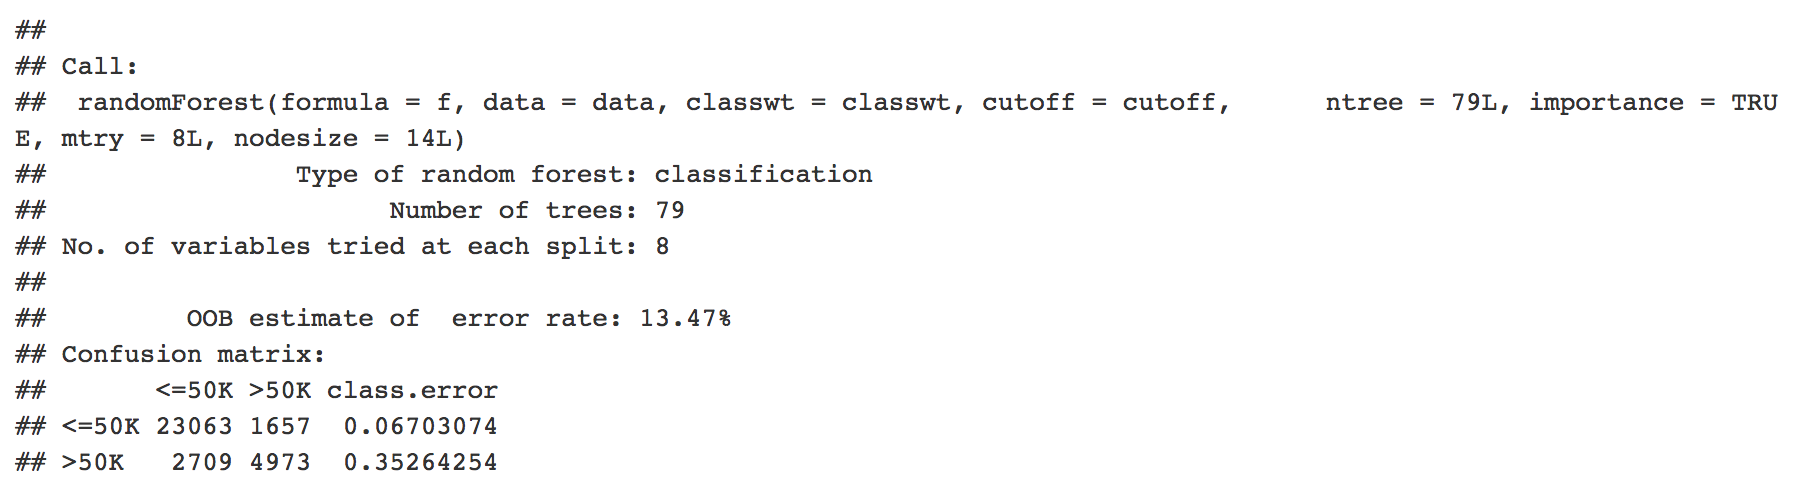 ##
## Call:
##  randomForest(formula = f, data = data, classwt = classwt, cutoff = cutoff,      ntree = 79L, importance = TRU
E, mtry = 8L, nodesize = 14L)
##                Type of random forest: classification
##                      Number of trees: 79
## No. of variables tried at each split: 8
##
##         OOB estimate of  error rate: 13.47%
## Confusion matrix:
##       <=50K >50K class.error
## <=50K 23063 1657  0.06703074
## >50K   2709 4973  0.35264254